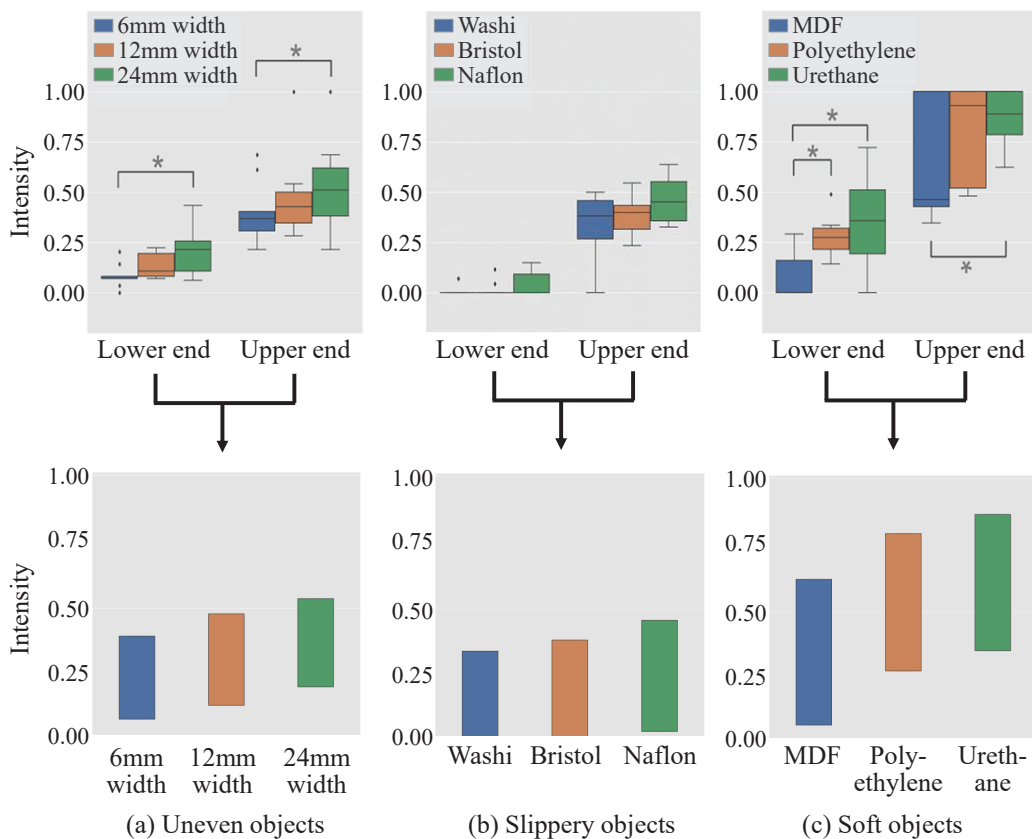 6mm width
12mm width
24mm width
*
*
1.00
0.75
0.50
0.25
0.00
Intensity
Lower end
Upper end
Washi
Bristol
Naflon
1.00
0.75
0.50
0.25
0.00
Lower end
Upper end
MDF
Polyethylene
Urethane
*
*
*
1.00
0.75
0.50
0.25
0.00
Lower end
Upper end
1.00
0.75
0.50
0.25
0.00
Intensity
6mm
width
12mm
width
24mm
width
(a) Uneven objects
1.00
0.75
0.50
0.25
0.00
Washi
Bristol
Naflon
(b) Slippery objects
1.00
0.75
0.50
0.25
0.00
MDF
Poly-
ethylene
Ureth-
ane
(c) Soft objects